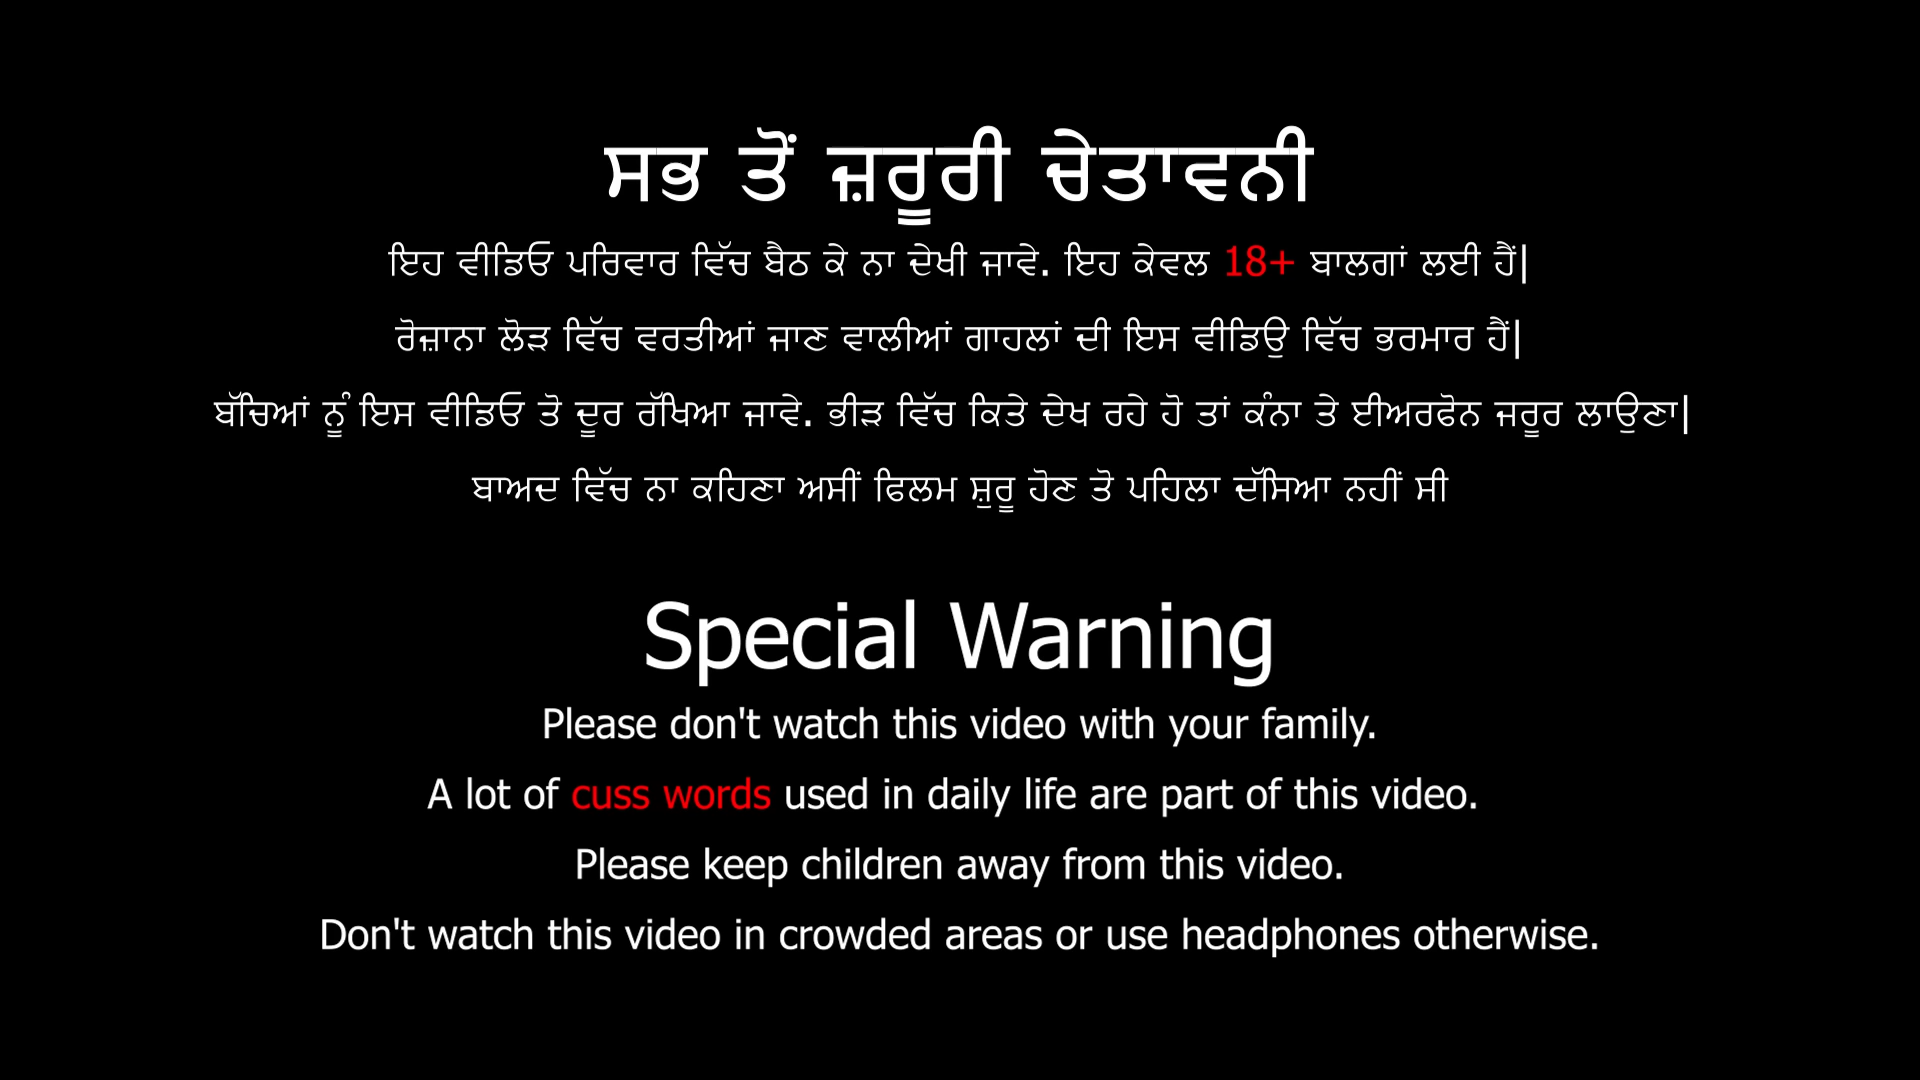 ਸਭ ਤੋਂ ਜ਼ਰੂਰੀ ਚੇਤਾਵਨੀ
ਇਹ ਵੀਡਿਓ ਪਰਿਵਾਰ ਵਿੱਚ ਬੈਠ ਕੇ ਨਾ ਦੇਖੀ ਜਾਵੇ. ਇਹ ਕੇਵਲ 18+ ਬਾਲਗਾਂ ਲਈ ਹੈਂ|
ਰੋਜ਼ਾਨਾ ਲੋੜ ਵਿੱਚ ਵਰਤੀਆਂ ਜਾਣ ਵਾਲੀਆਂ ਗਾਹਲਾਂ ਦੀ ਇਸ ਵੀਡਿਉ ਵਿੱਚ ਭਰਮਾਰ ਹੈਂ|
ਬੱਚਿਆਂ ਨੂੰ ਇਸ ਵੀਡਿਓ ਤੋ ਦੂਰ ਰੱਖਿਆ ਜਾਵੇ. ਭੀੜ ਵਿੱਚ ਕਿਤੇ ਦੇਖ ਰਹੇ ਹੋ ਤਾਂ ਕੰਨਾ ਤੇ ਈਅਰਫੋਨ ਜਰੂਰ ਲਾਉਣਾ|
ਬਾਅਦ ਵਿੱਚ ਨਾ ਕਹਿਣਾ ਅਸੀਂ ਫਿਲਮ ਸ਼ੁਰੂ ਹੋਣ ਤੋ ਪਹਿਲਾ ਦੱਸਿਆ ਨਹੀਂ ਸੀ
Special Warning
Please don't watch this video with your family.
A lot of cuss words used in daily life are part of this video.
Please keep children away from this video.
Don't watch this video in crowded areas or use headphones otherwise.